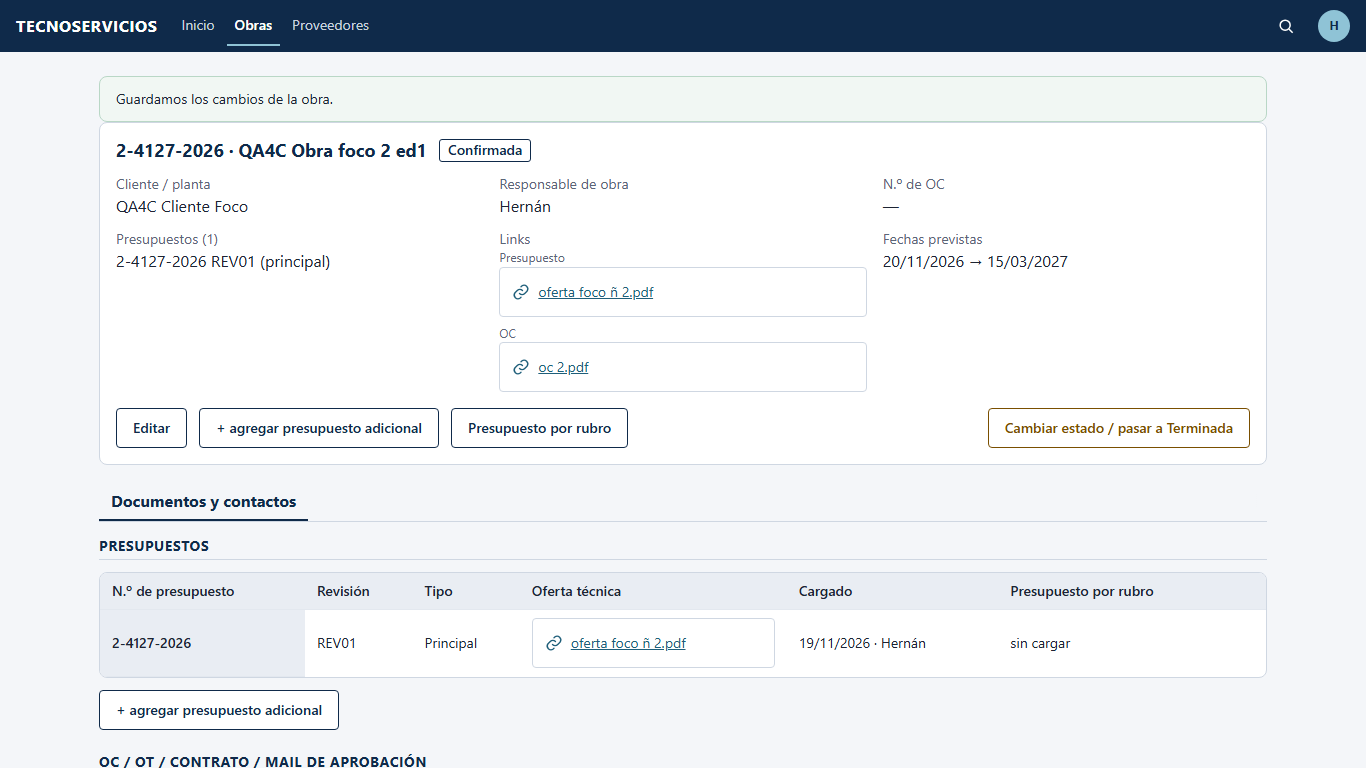 TECNOSERVICIOS Inicio Obras Proveedores H
Guardamos los cambios de la obra.
2-4127-2026 · QA4C Obra foco 2 ed1 Confirmada
Cliente / planta Responsable de obra N.º de OC
QA4C Cliente Foco Hernán —
Presupuestos (1) Links Fechas previstas
2-4127-2026 REV01 (principal) Presupuesto 20/11/2026 → 15/03/2027
oferta foco ñ 2.pdf
OC
oc 2.pdf
Editar + agregar presupuesto adicional Presupuesto por rubro Cambiar estado / pasar a Terminada
Documentos y contactos
PRESUPUESTOS
N.º de presupuesto Revisión Tipo Oferta técnica Cargado Presupuesto por rubro
2-4127-2026 REV01 Principal oferta foco ñ 2.pdf 19/11/2026 · Hernán sin cargar
+ agregar presupuesto adicional
OC / OT / CONTRATO / MAIL DE APROBACIÓN